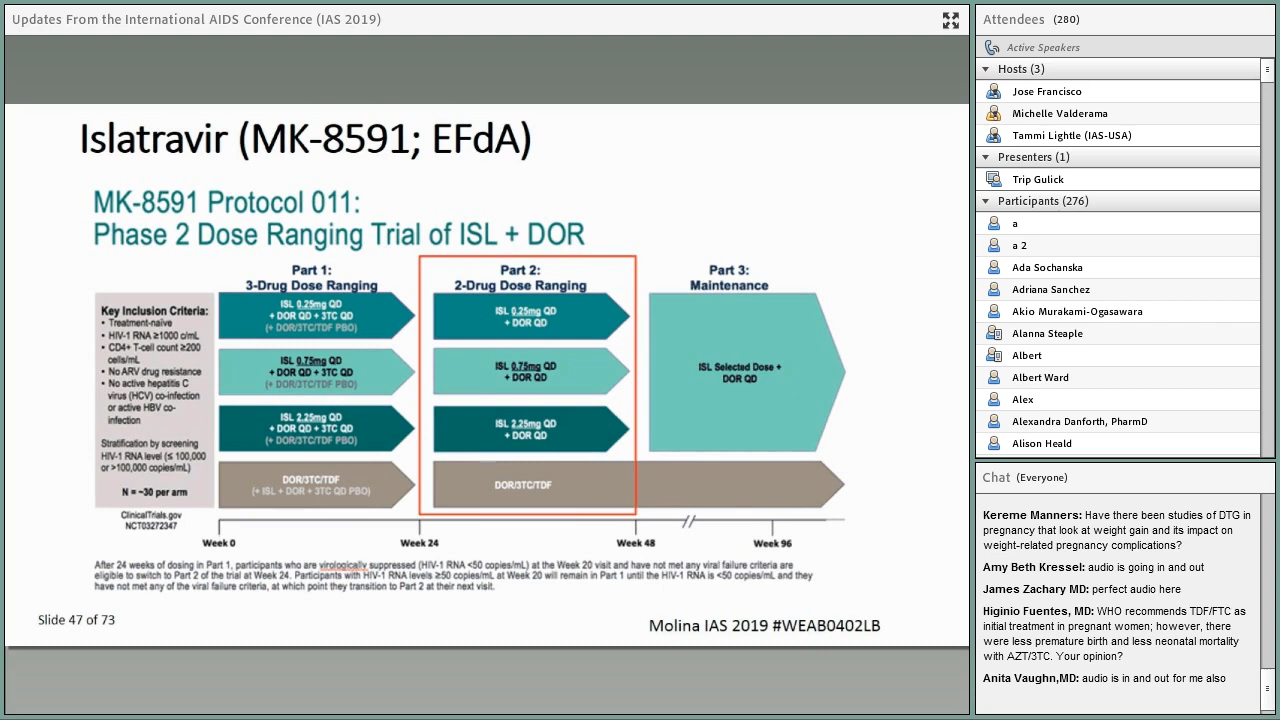 Updates From the International AIDS Conference (IAS 2019)
Islatravir (MK-8591; EFdA)
MK-8591 Protocol 011:
Phase 2 Dose Ranging Trial of ISL + DOR
Part 1:
3-Drug Dose Ranging
Part 2:
2-Drug Dose Ranging
Part 3:
Maintenance
Key Inclusion Criteria:
• Treatment-naïve
• HIV-1 RNA ≥1000 c/mL
• CD4+ T-cell count ≥200
cells/mL
• No ARV drug resistance
• No active hepatitis C
virus (HCV) co-infection
or active HBV co-
infection
Stratification by screening
HIV-1 RNA level (≤ 100,000
or >100,000 copies/mL)
N = ~30 per arm
ClinicalTrials.gov
NCT03272347
ISL 0.25mg QD
+ DOR QD + 3TC QD
(+ DOR/3TC/TDF PBO)
ISL 0.75mg QD
+ DOR QD + 3TC QD
(+ DOR/3TC/TDF PBO)
ISL 2.25mg QD
+ DOR QD + 3TC QD
(+ DOR/3TC/TDF PBO)
DOR/3TC/TDF
(+ ISL + DOR + 3TC QD PBO)
ISL 0.25mg QD
+ DOR QD
ISL 0.75mg QD
+ DOR QD
ISL 2.25mg QD
+ DOR QD
DOR/3TC/TDF
ISL Selected Dose +
DOR QD
Week 0
Week 24
Week 48
Week 96
After 24 weeks of dosing in Part 1, participants who are virologically suppressed (HIV-1 RNA <50 copies/mL) at the Week 20 visit and have not met any viral failure criteria are
eligible to switch to Part 2 of the trial at Week 24. Participants with HIV-1 RNA levels ≥50 copies/mL at Week 20 will remain in Part 1 until the HIV-1 RNA is <50 copies/mL and they
have not met any of the viral failure criteria, at which point they transition to Part 2 at their next visit.
Slide 47 of 73
Molina IAS 2019 #WEAB0402LB
Attendees (280)
Active Speakers
Hosts (3)
Jose Francisco
Michelle Valderama
Tammi Lightle (IAS-USA)
Presenters (1)
Trip Gulick
Participants (276)
a
a 2
Ada Sochanska
Adriana Sanchez
Akio Murakami-Ogasawara
Alanna Steaple
Albert
Albert Ward
Alex
Alexandra Danforth, PharmD
Alison Heald
Chat (Everyone)
Kereme Manners: Have there been studies of DTG in
pregnancy that look at weight gain and its impact on
weight-related pregnancy complications?
Amy Beth Kressel: audio is going in and out
James Zachary MD: perfect audio here
Higinio Fuentes, MD: WHO recommends TDF/FTC as
initial treatment in pregnant women; however, there
were less premature birth and less neonatal mortality
with AZT/3TC. Your opinion?
Anita Vaughn,MD: audio is in and out for me also